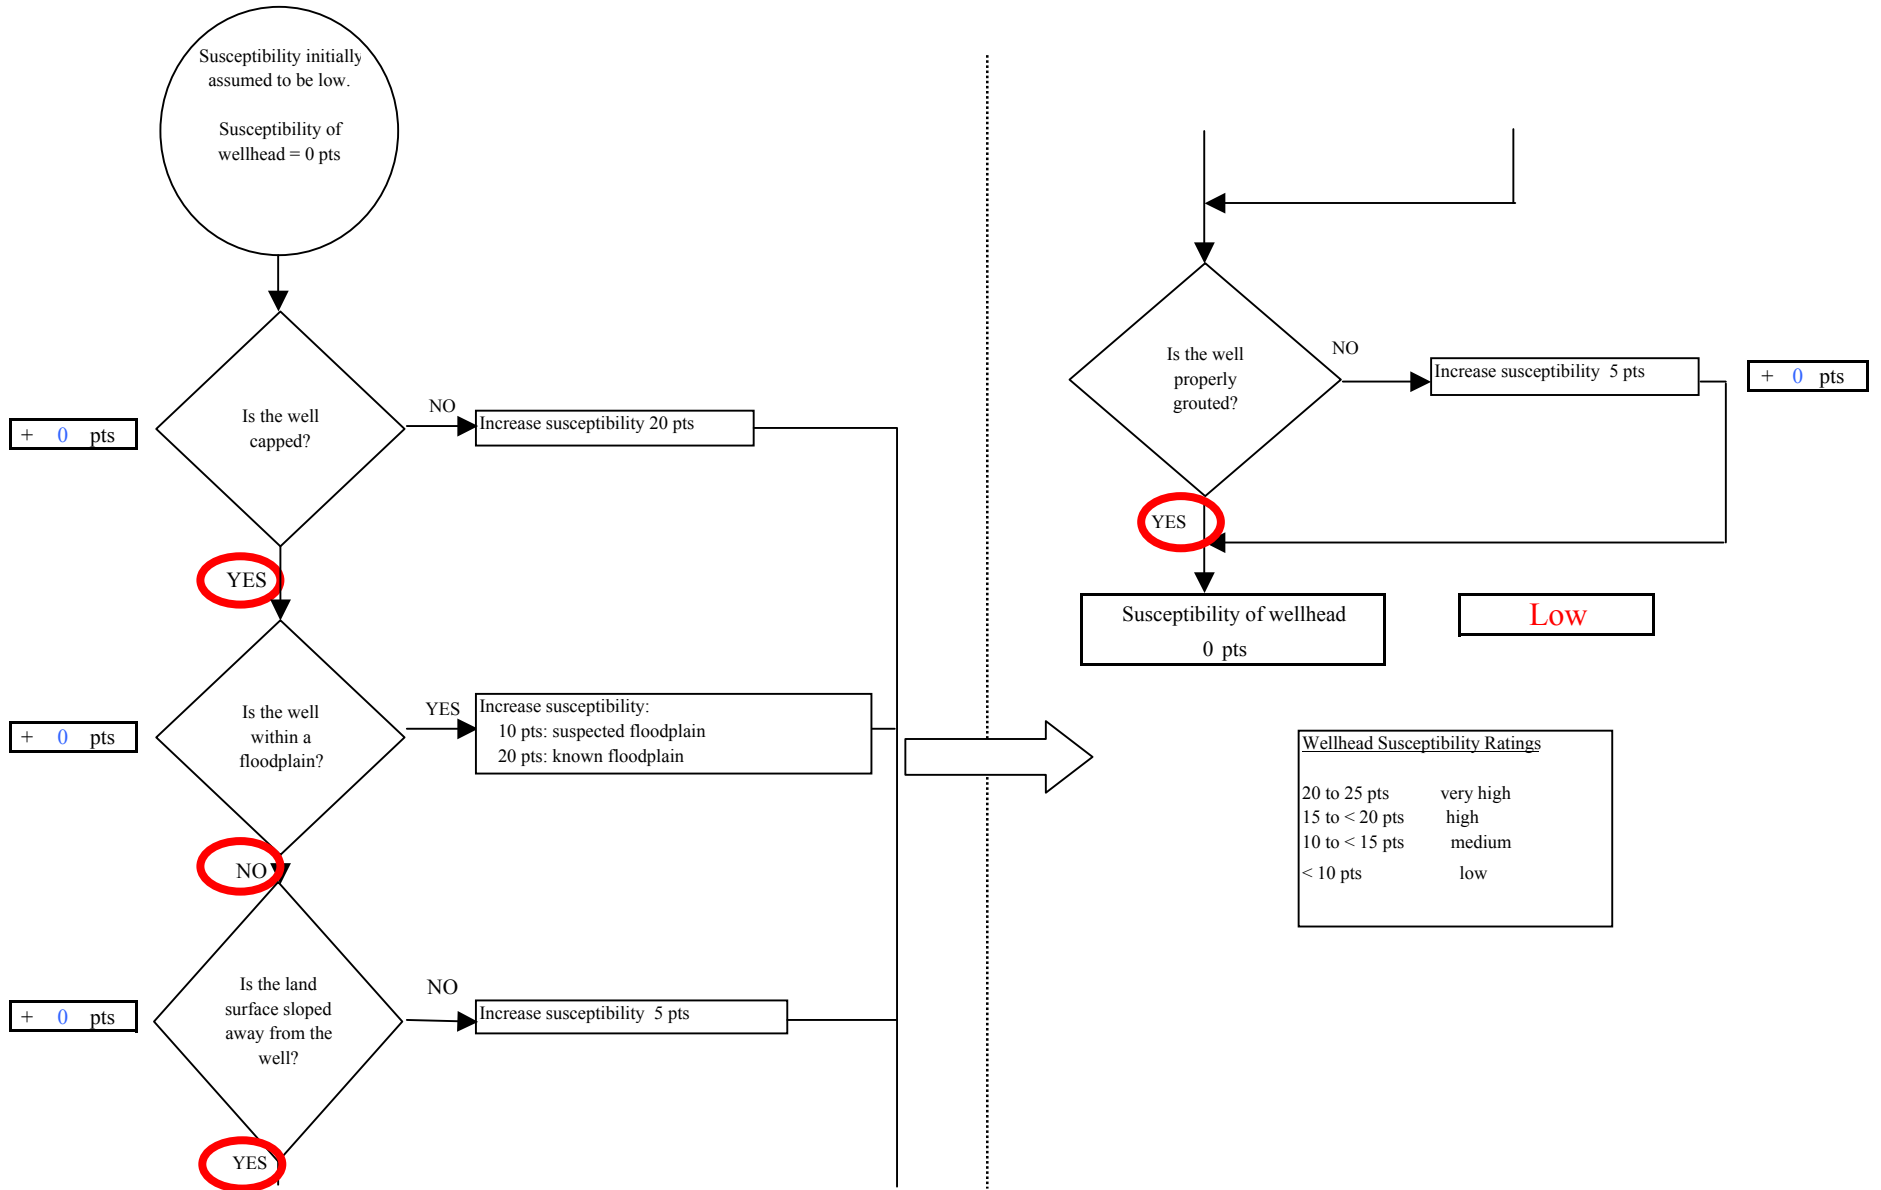 Susceptibility initially
assumed to be low.
Susceptibility of
wellhead = 0 pts
Is the well
capped?
NO
Increase susceptibility 20 pts
+ 0 pts
YES
Is the well
within a
floodplain?
YES
Increase susceptibility:
10 pts: suspected floodplain
20 pts: known floodplain
+ 0 pts
NO
Is the land
surface sloped
away from the
well?
NO
Increase susceptibility 5 pts
+ 0 pts
YES
Is the well
properly
grouted?
NO
Increase susceptibility 5 pts
+ 0 pts
YES
Susceptibility of wellhead
0 pts
Low
Wellhead Susceptibility Ratings
20 to 25 pts very high
15 to < 20 pts high
10 to < 15 pts medium
< 10 pts low